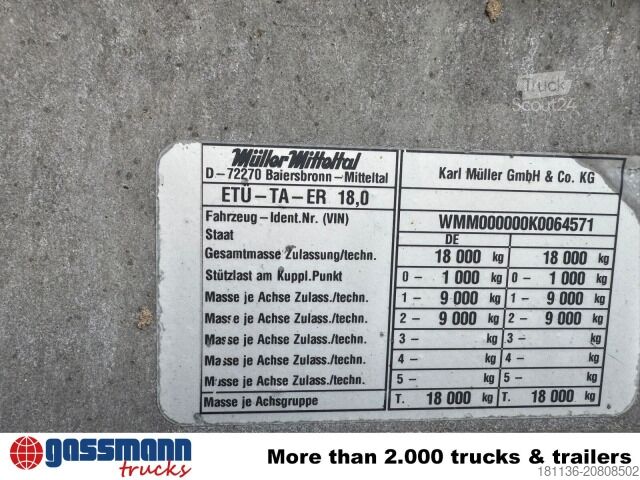 Truck
Scout24
Müller Mitteltal
D-72270 Baiersbronn-Mitteltal
Karl Müller GmbH & Co. KG
ETÜ-TA-ER 18,0
Fahrzeug-Ident.Nr. (VIN) WMM000000K0064571
Staat DE
Gesamtmasse Zulassung/techn. 18 000 kg 18 000 kg
Stützlast am Kuppl.Punkt 0- 1 000 kg 0- 1 000 kg
Masse je Achse Zulass./techn. 1- 9 000 kg 1- 9 000 kg
Masse je Achse Zulass./techn. 2- 9 000 kg 2- 9 000 kg
Masse je Achse Zulass./techn. 3- kg 3- kg
Masse je Achse Zulass./techn. 4- kg 4- kg
Masse je Achse Zulass./techn. 5- kg 5- kg
Masse je Achsgruppe T. 18 000 kg T. 18 000 kg
gassmann
trucks
More than 2.000 trucks & trailers
181136-20808502